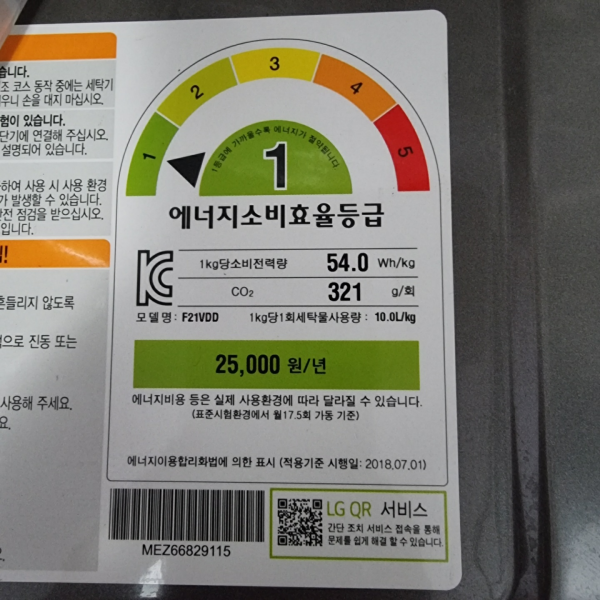 습니다.
조 코스 동작 중에는 세탁기
우니 손을 대지 마십시오.
험이 있습니다.
단기에 연결해 주십시오.
설명되어 있습니다.
하여 사용 시 사용 환경
가 발생할 수 있습니다.
전 점검을 받으십시오.
입니다.
흔들리지 않도록
으로 진동 또는
사용해 주세요.
요.
1 2 3 4 5
1등급에 가까울수록 에너지가 절약됩니다
1
에너지소비효율등급
1kg당소비전력량 54.0 Wh/kg
CO₂ 321 g/회
모델명: F21VDD 1kg당1회세탁물사용량: 10.0L/kg
25,000 원/년
에너지비용 등은 실제 사용환경에 따라 달라질 수 있습니다.
(표준시험환경에서 월17.5회 가동 기준)
에너지이용합리화법에 의한 표시 (적용기준 시행일: 2018.07.01)
MEZ66829115
LG QR 서비스
간단 조치 서비스 접속을 통해
문제를 쉽게 해결 할 수 있습니다.